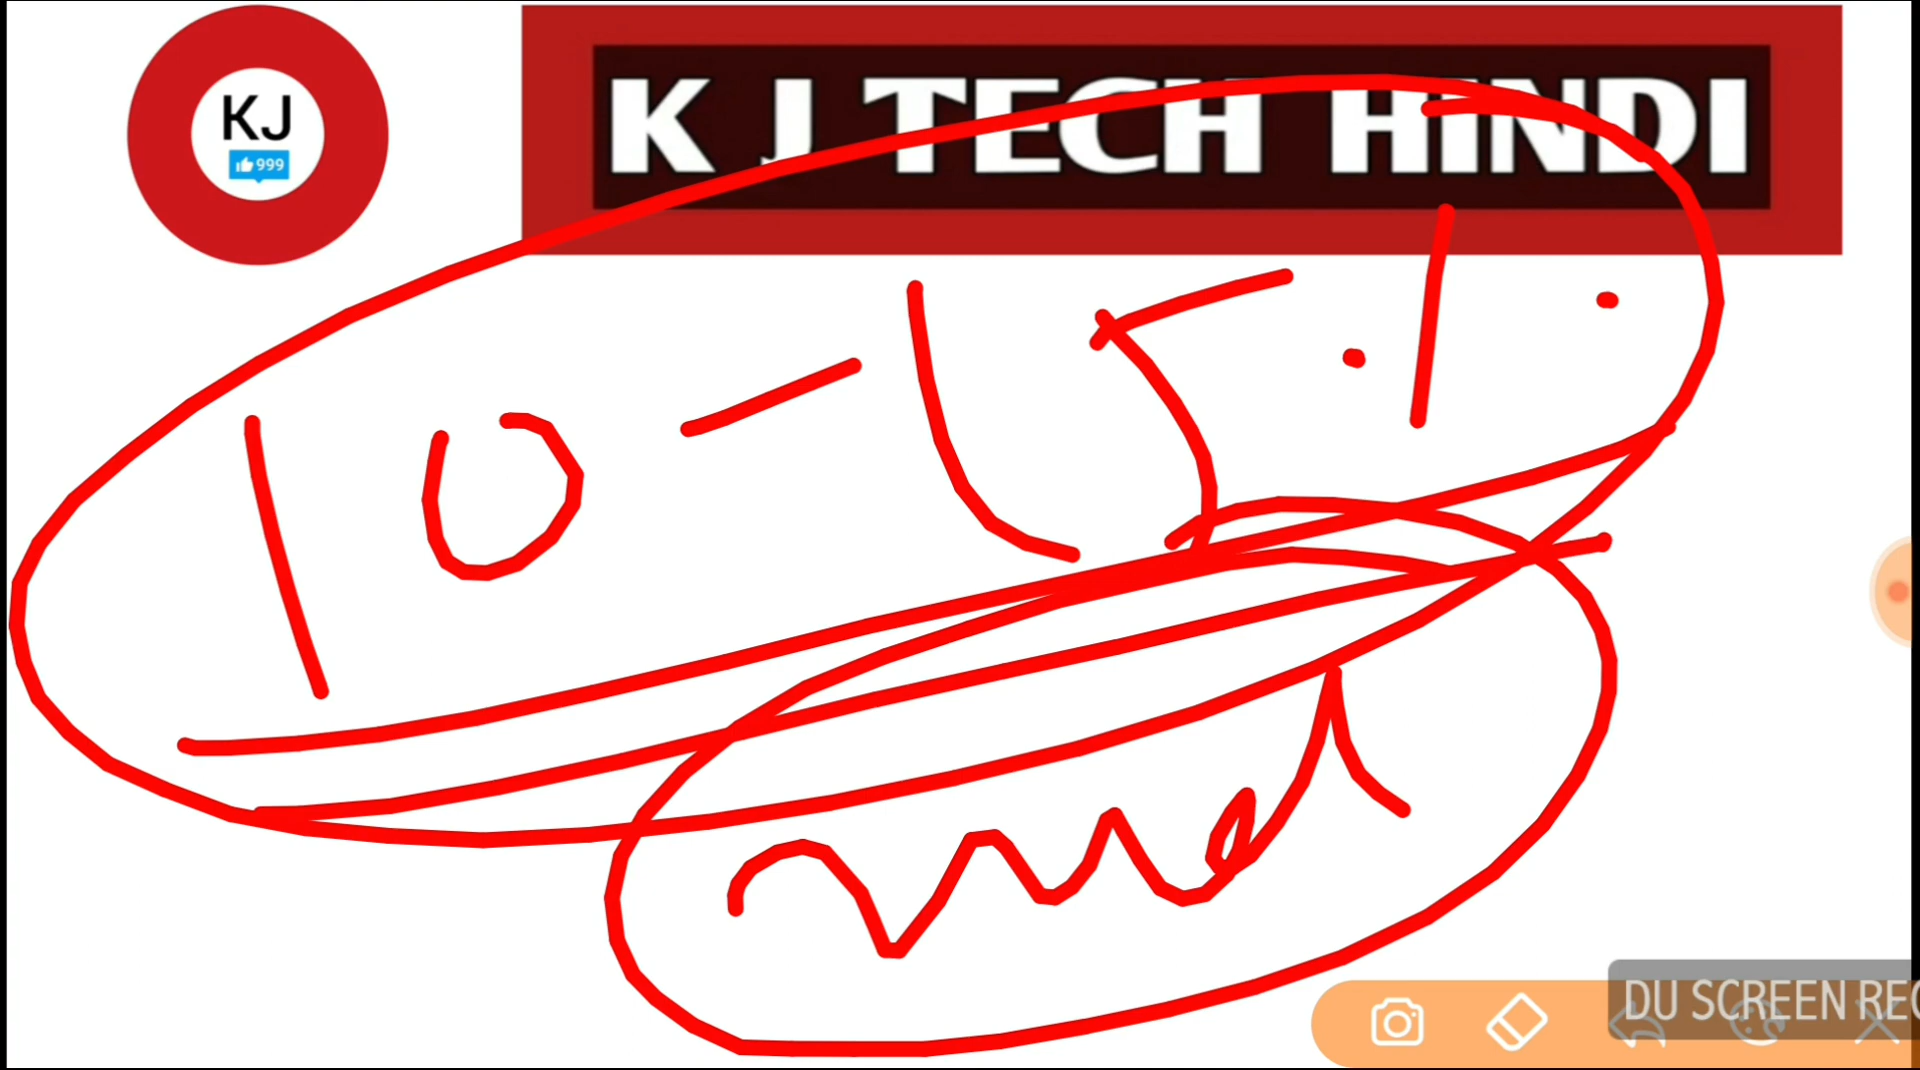 KJ
999
K J TECH HINDI
10-15%
DU SCREEN REC